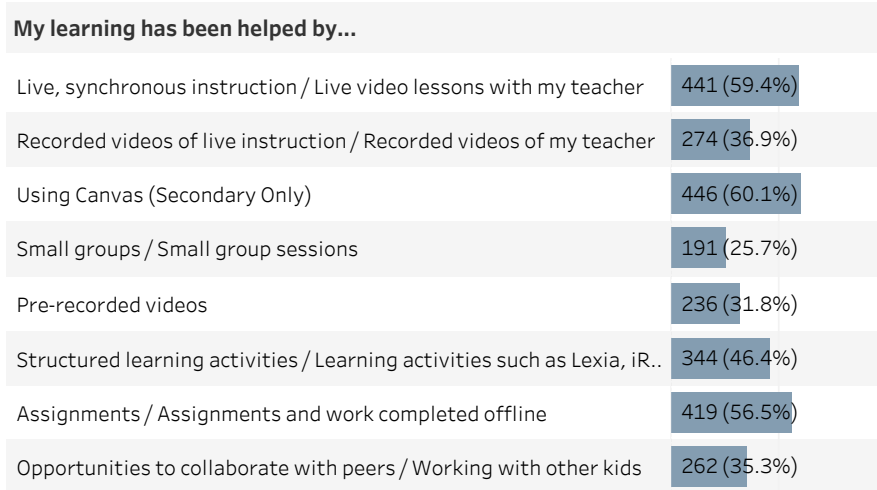 My learning has been helped by...
Live, synchronous instruction / Live video lessons with my teacher 441 (59.4%)
Recorded videos of live instruction / Recorded videos of my teacher 274 (36.9%)
Using Canvas (Secondary Only) 446 (60.1%)
Small groups / Small group sessions 191 (25.7%)
Pre-recorded videos 236 (31.8%)
Structured learning activities / Learning activities such as Lexia, iR.. 344 (46.4%)
Assignments / Assignments and work completed offline 419 (56.5%)
Opportunities to collaborate with peers / Working with other kids 262 (35.3%)